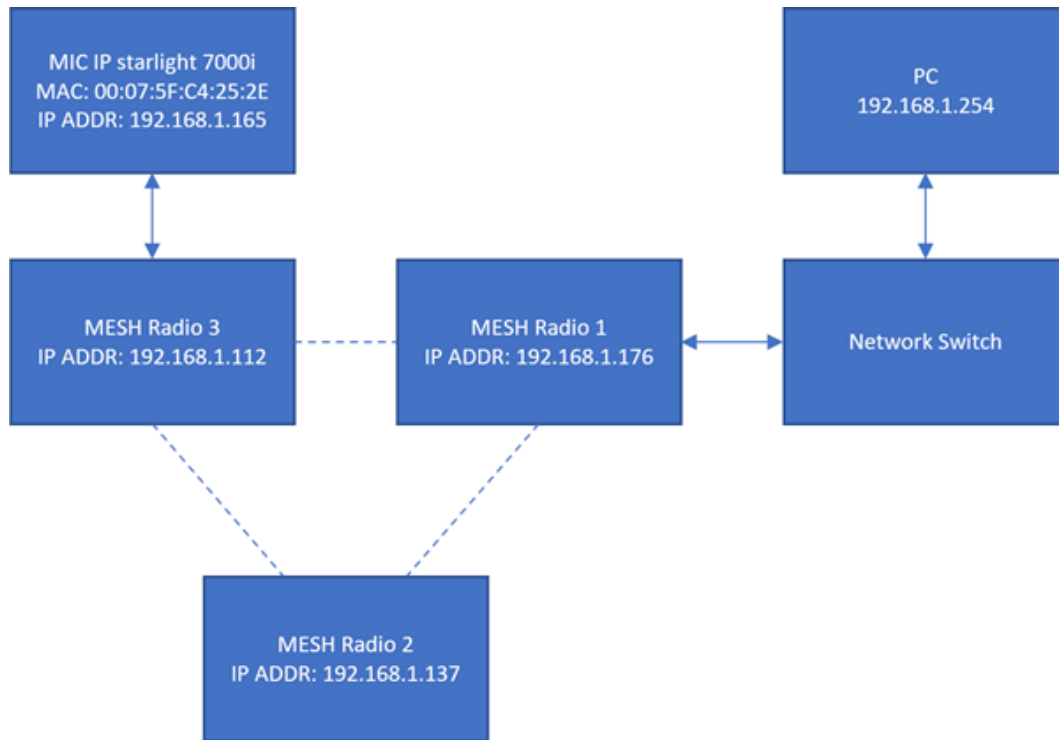 MIC IP starlight 7000i
MAC: 00:07:5F:C4:25:2E
IP ADDR: 192.168.1.165
PC
192.168.1.254
MESH Radio 3
IP ADDR: 192.168.1.112
MESH Radio 1
IP ADDR: 192.168.1.176
Network Switch
MESH Radio 2
IP ADDR: 192.168.1.137